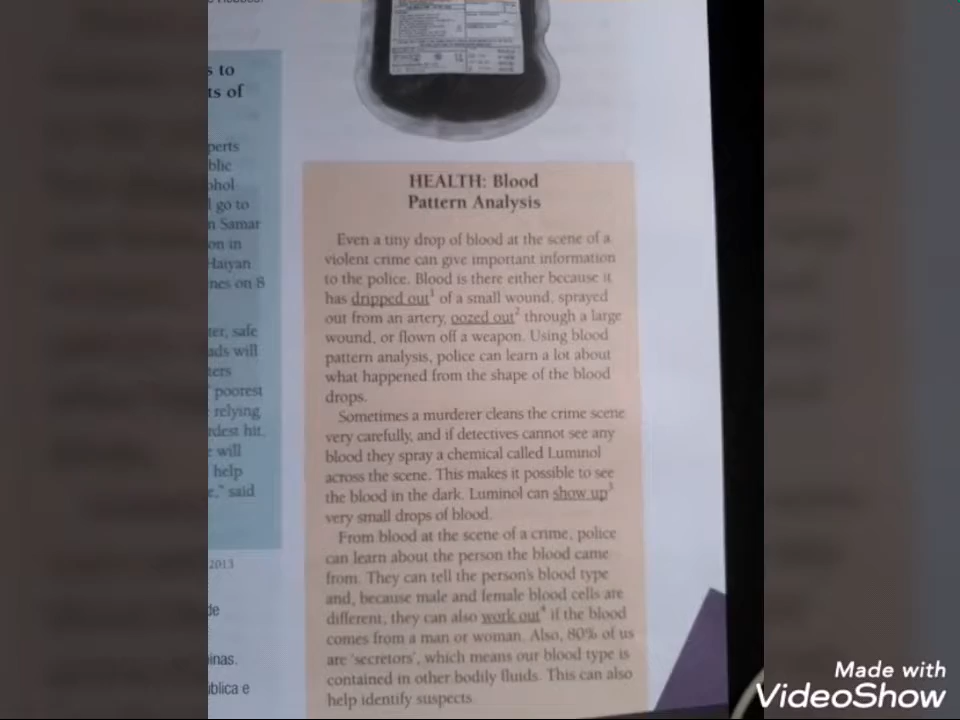 s to
ts of
perts
blic
ohol
l go to
n Samar
on in
Haiyan
nes on 8
ter, safe
ads will
ters
poorest
relying
rdest hit.
will
help
e," said
2013
de
inas.
ública e
HEALTH: Blood
Pattern Analysis
Even a tiny drop of blood at the scene of a
violent crime can give important information
to the police. Blood is there either because it
has dripped out¹ of a small wound, sprayed
out from an artery, oozed out² through a large
wound, or flown off a weapon. Using blood
pattern analysis, police can learn a lot about
what happened from the shape of the blood
drops.
Sometimes a murderer cleans the crime scene
very carefully, and if detectives cannot see any
blood they spray a chemical called Luminol
across the scene. This makes it possible to see
the blood in the dark. Luminol can show up³
very small drops of blood.
From blood at the scene of a crime, police
can learn about the person the blood came
from. They can tell the person's blood type
and, because male and female blood cells are
different, they can also work out⁴ if the blood
comes from a man or woman. Also, 80% of us
are 'secretors', which means our blood type is
contained in other bodily fluids. This can also
help identify suspects.
Made with
VideoShow